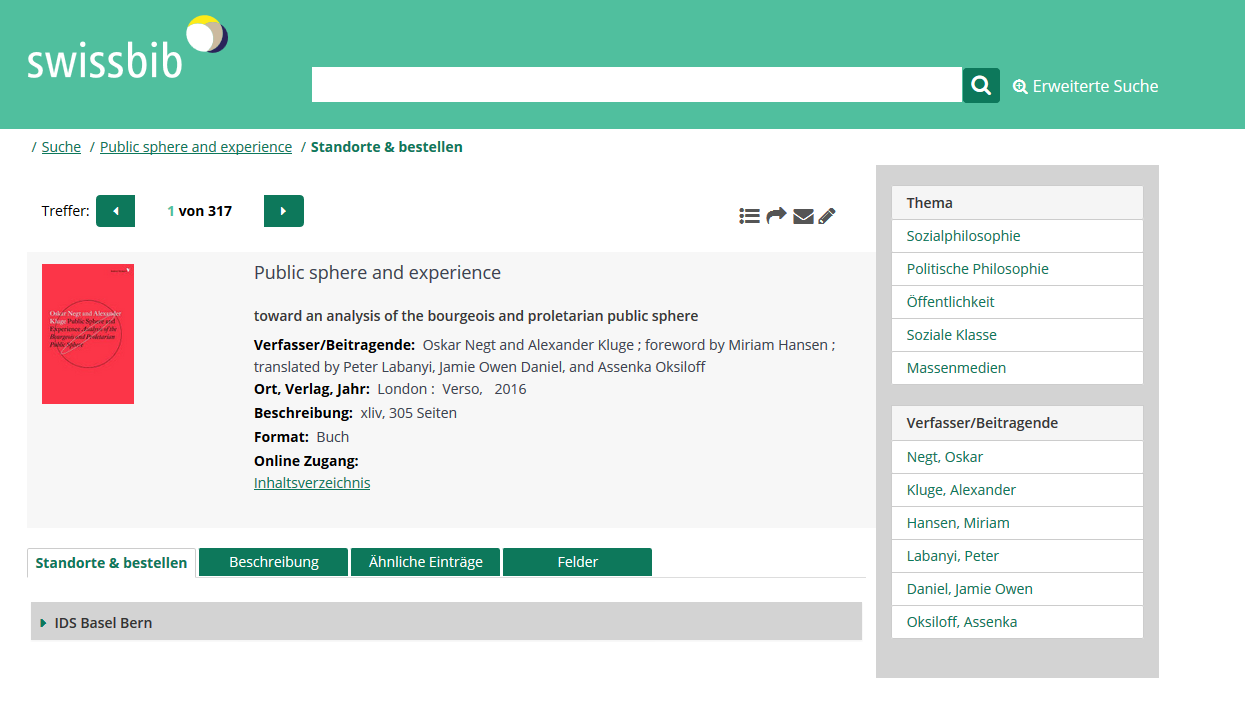 swissbib
Erweiterte Suche
/ Suche / Public sphere and experience / Standorte & bestellen
Treffer: 1 von 317
Public sphere and experience
toward an analysis of the bourgeois and proletarian public sphere
Verfasser/Beitragende: Oskar Negt and Alexander Kluge ; foreword by Miriam Hansen ;
translated by Peter Labanyi, Jamie Owen Daniel, and Assenka Oksiloff
Ort, Verlag, Jahr: London : Verso, 2016
Beschreibung: xliv, 305 Seiten
Format: Buch
Online Zugang:
Inhaltsverzeichnis
Oskar Negt and Alexander
Kluge Public Sphere and
Experience Analysis of the
Bourgeois and Proletarian
Public Sphere
Standorte & bestellen
Beschreibung
Ähnliche Einträge
Felder
IDS Basel Bern
Thema
Sozialphilosophie
Politische Philosophie
Öffentlichkeit
Soziale Klasse
Massenmedien
Verfasser/Beitragende
Negt, Oskar
Kluge, Alexander
Hansen, Miriam
Labanyi, Peter
Daniel, Jamie Owen
Oksiloff, Assenka